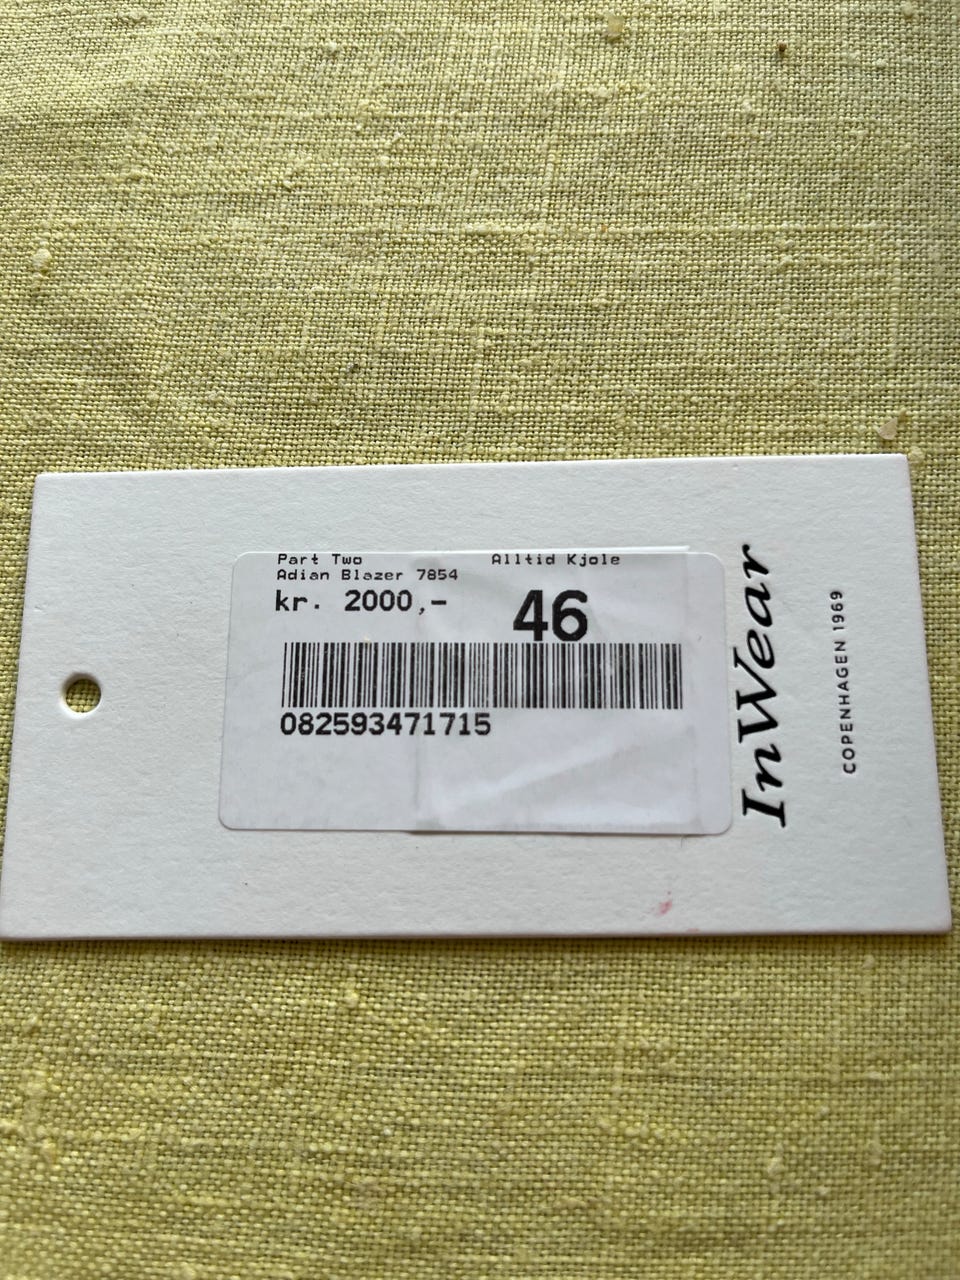 Part Two Alltid Kjole
Adian Blazer 7854
kr. 2000,- 46
082593471715
InWear
COPENHAGEN 1969